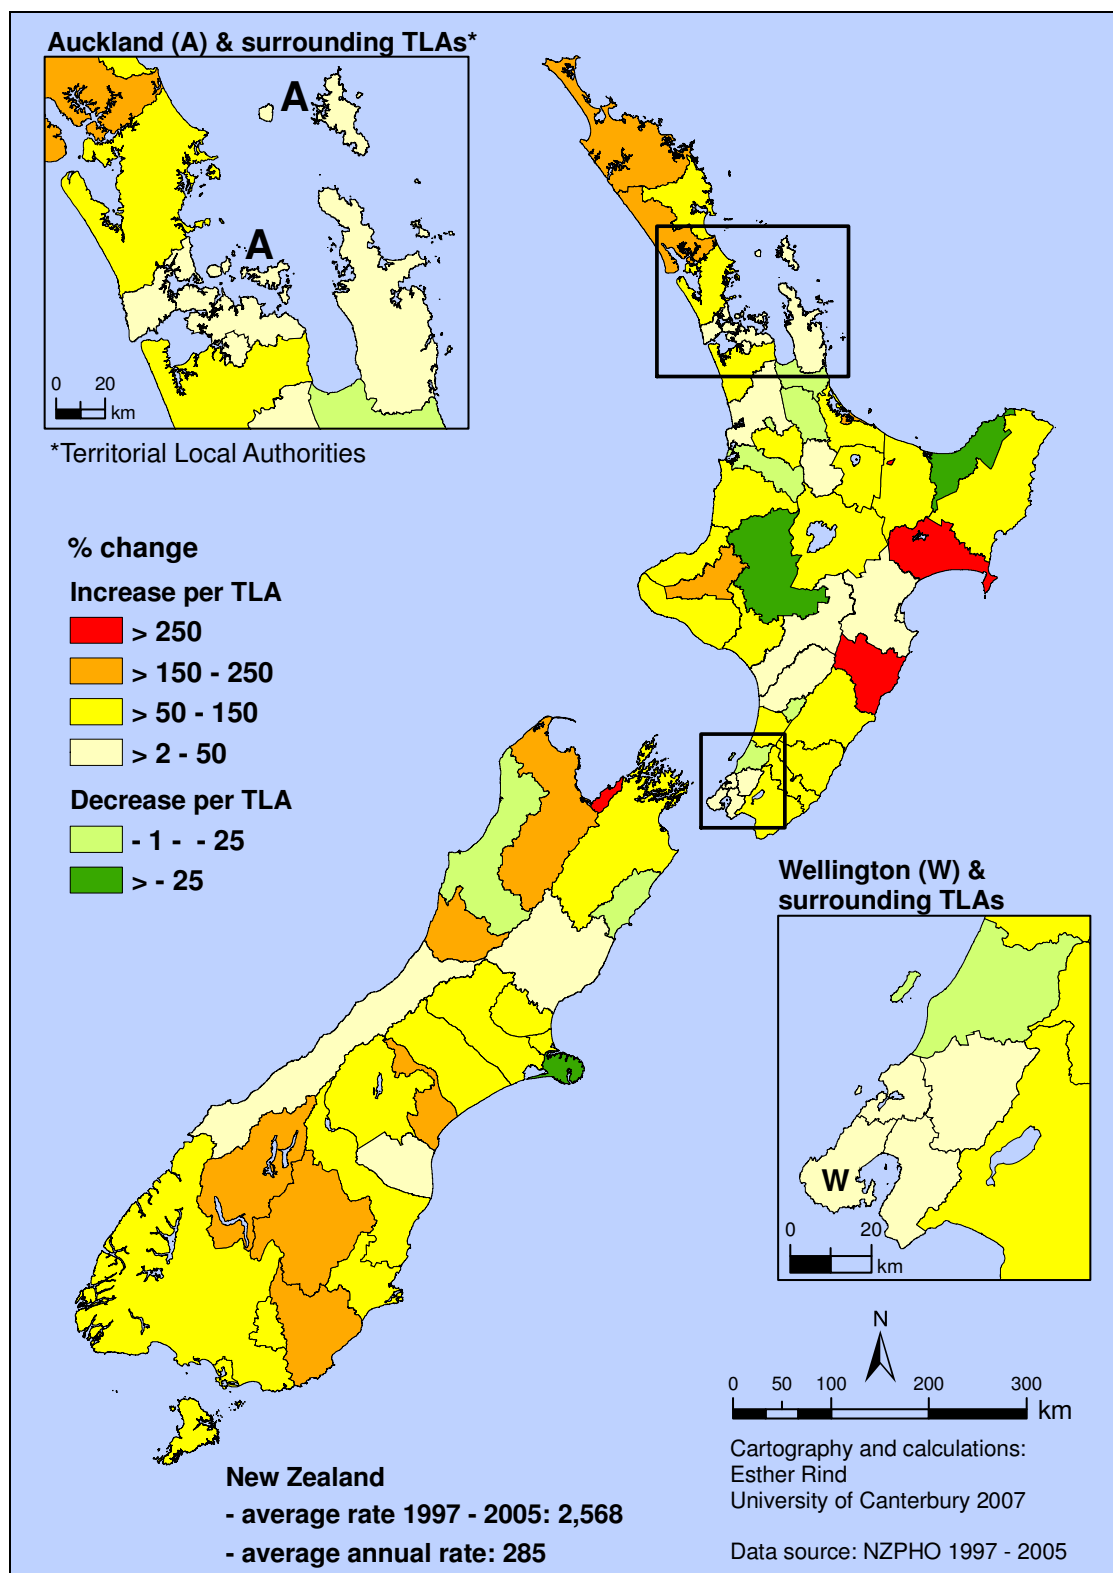 Auckland (A) & surrounding TLAs*
A
A
0 20
km
*Territorial Local Authorities
% change
Increase per TLA
> 250
> 150 - 250
> 50 - 150
> 2 - 50
Decrease per TLA
- 1 - - 25
> - 25
Wellington (W) &
surrounding TLAs
W
0 20
km
N
0 50 100 200 300
km
Cartography and calculations:
Esther Rind
University of Canterbury 2007
Data source: NZPHO 1997 - 2005
New Zealand
- average rate 1997 - 2005: 2,568
- average annual rate: 285